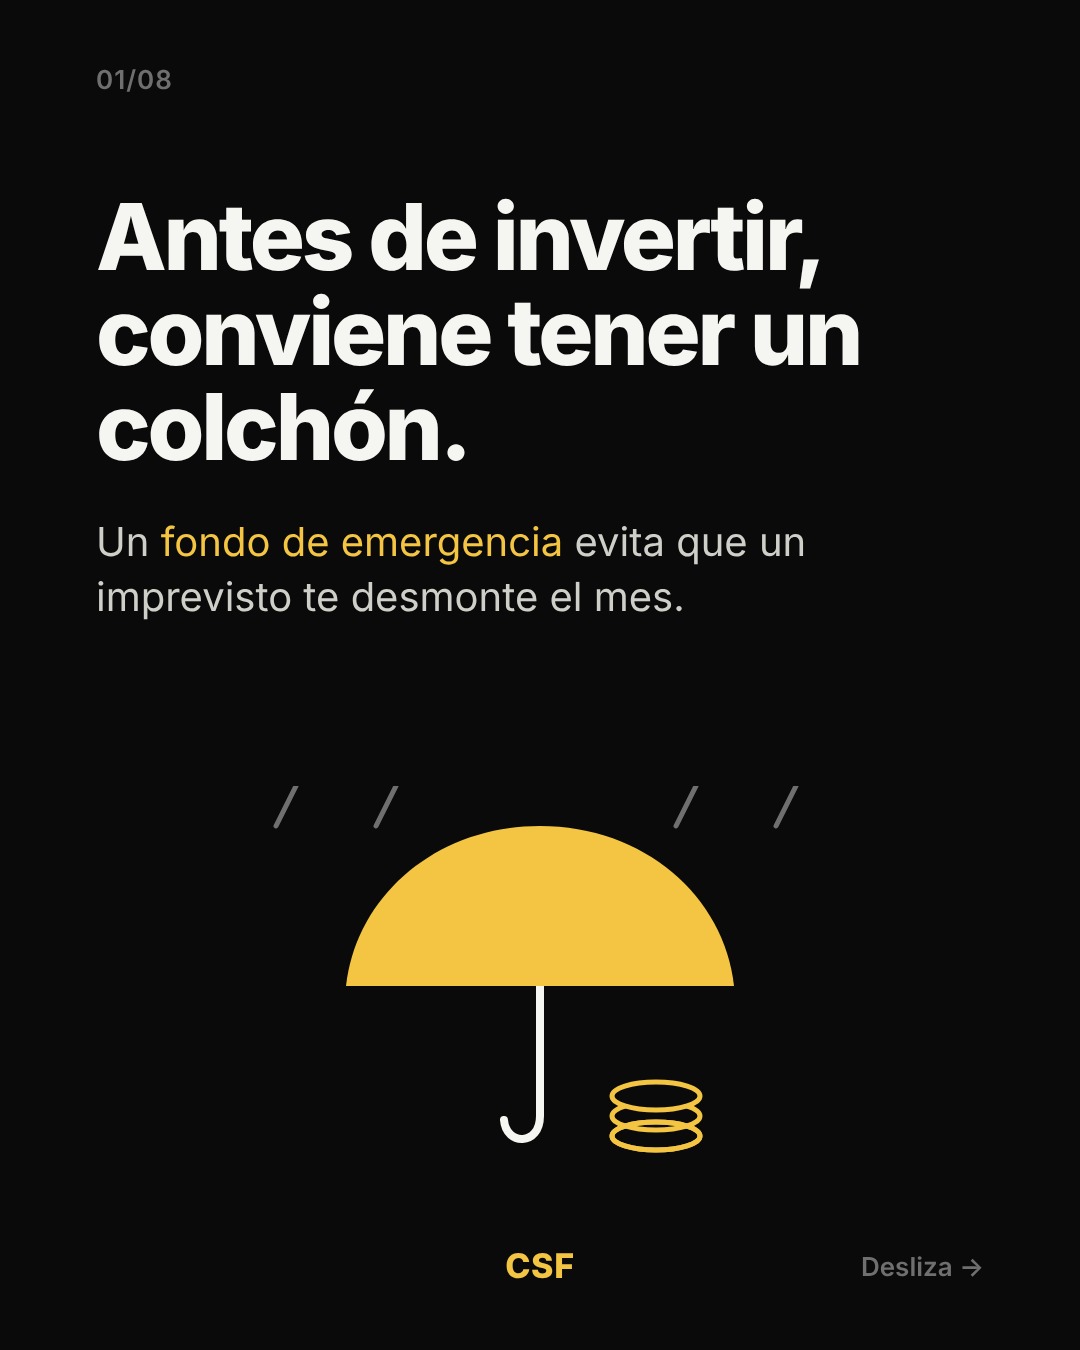 01/08
Antes de invertir,
conviene tener un
colchón.
Un fondo de emergencia evita que un
imprevisto te desmonte el mes.
CSF
Desliza →